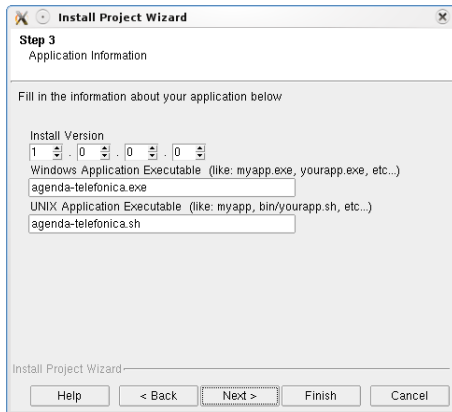 Install Project Wizard
Step 3
Application Information
Fill in the information about your application below
Install Version
1 . 0 . 0 . 0
Windows Application Executable (like: myapp.exe, yourapp.exe, etc...)
agenda-telefonica.exe
UNIX Application Executable (like: myapp, bin/yourapp.sh, etc...)
agenda-telefonica.sh
Install Project Wizard
Help < Back Next > Finish Cancel